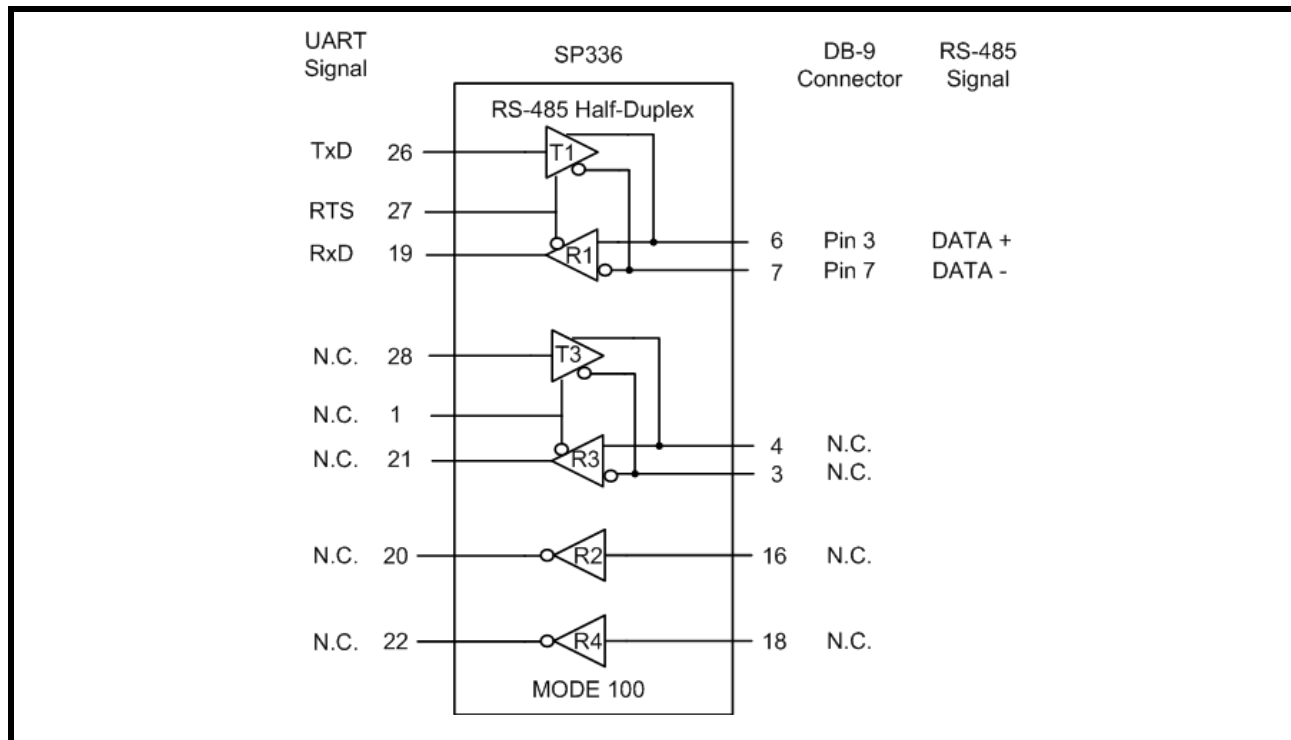 UART
Signal
SP336
DB-9
Connector
RS-485
Signal
RS-485 Half-Duplex
TxD 26
T1
RTS 27
6 Pin 3 DATA +
RxD 19
R1
7 Pin 7 DATA -
N.C. 28
T3
N.C. 1
4 N.C.
N.C. 21
R3
3 N.C.
N.C. 20
R2
16 N.C.
N.C. 22
R4
18 N.C.
MODE 100